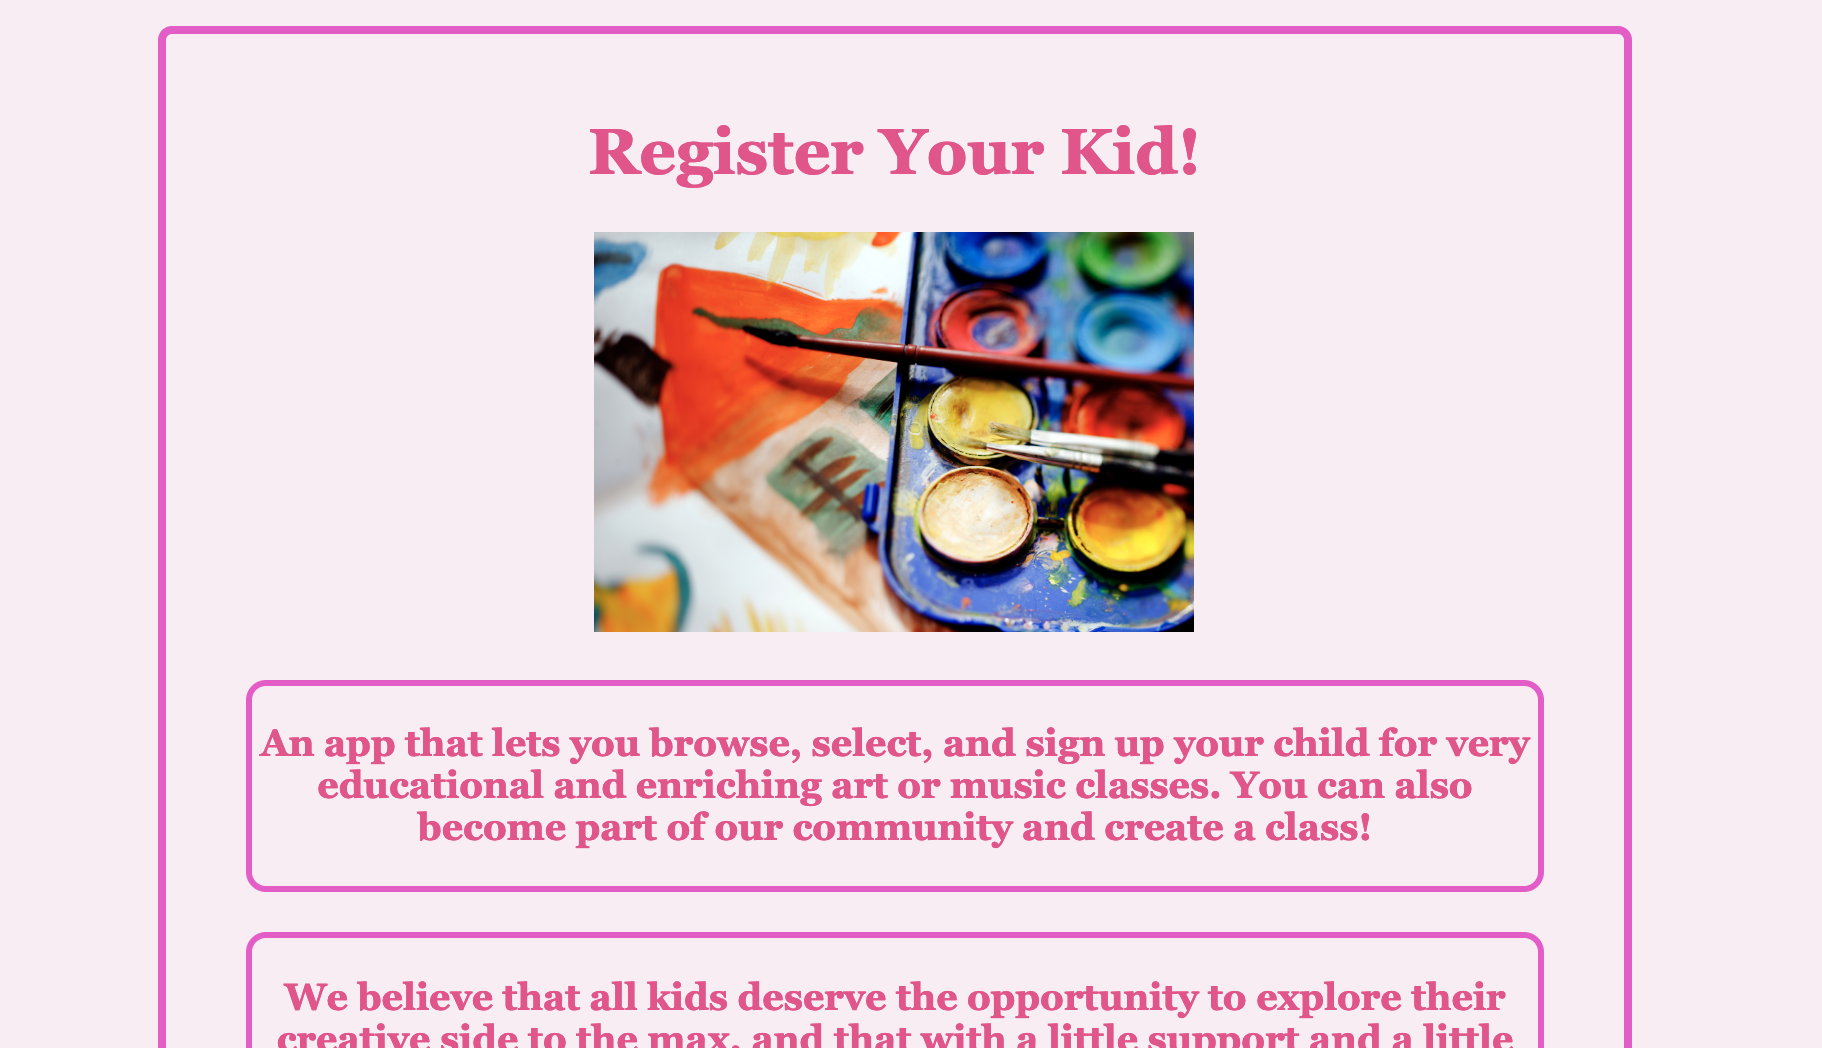 Register Your Kid!
An app that lets you browse, select, and sign up your child for very
educational and enriching art or music classes. You can also
become part of our community and create a class!
We believe that all kids deserve the opportunity to explore their
creative side to the max, and that with a little support and a little